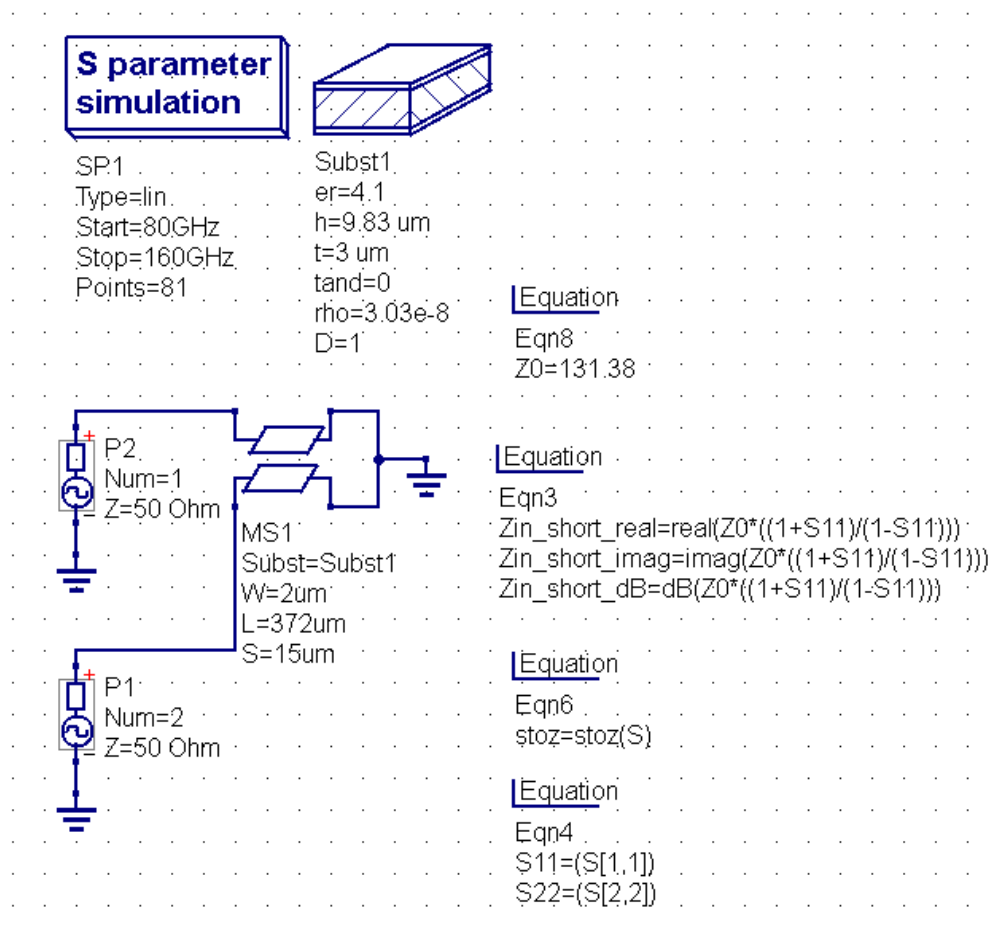 S parameter
simulation
SP1
Type=lin
Start=80GHz
Stop=160GHz
Points=81
Subst1
er=4.1
h=9.83 um
t=3 um
tand=0
rho=3.03e-8
D=1
Equation
Eqn8
Z0=131.38
P2
Num=1
Z=50 Ohm
MS1
Subst=Subst1
W=2um
L=372um
S=15um
Equation
Eqn3
Zin_short_real=real(Z0*((1+S11)/(1-S11)))
Zin_short_imag=imag(Z0*((1+S11)/(1-S11)))
Zin_short_dB=dB(Z0*((1+S11)/(1-S11)))
P1
Num=2
Z=50 Ohm
Equation
Eqn6
stoz=stoz(S)
Equation
Eqn4
S11=(S[1,1])
S22=(S[2,2])